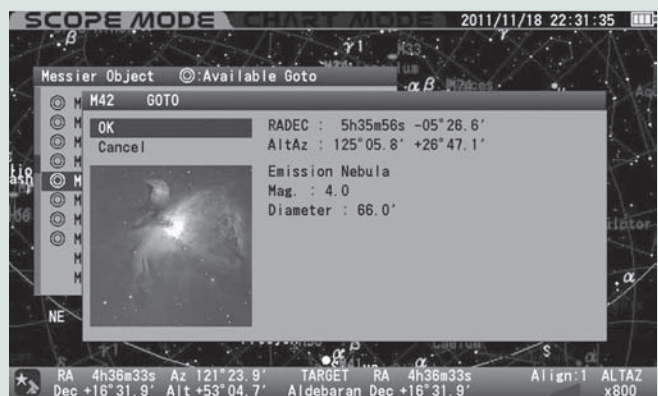 SCOPE MODE CHART MODE 2011/11/18 22:31:35
β
γ1
M33
α β
Messier Object ◎:Available Goto
M42 GOTO
OK
Cancel
RADEC : 5h35m56s -05°26.6′
AltAz : 125°05.8′ +26°47.1′
Emission Nebula
Mag. : 4.0
Diameter : 66.0′
◎ M
◎ M
◎ M
◎ M
◎ M
◎ M
◎ M
◎ M
M
M
α
NE
γ1
α β
S
α
RA 4h36m33s Az 121°23.9′ TARGET RA 4h36m33s Align:1 ALTAZ
Dec +16°31.9′ Alt +53°04.7′ Aldebaran Dec +16°31.9′ x800